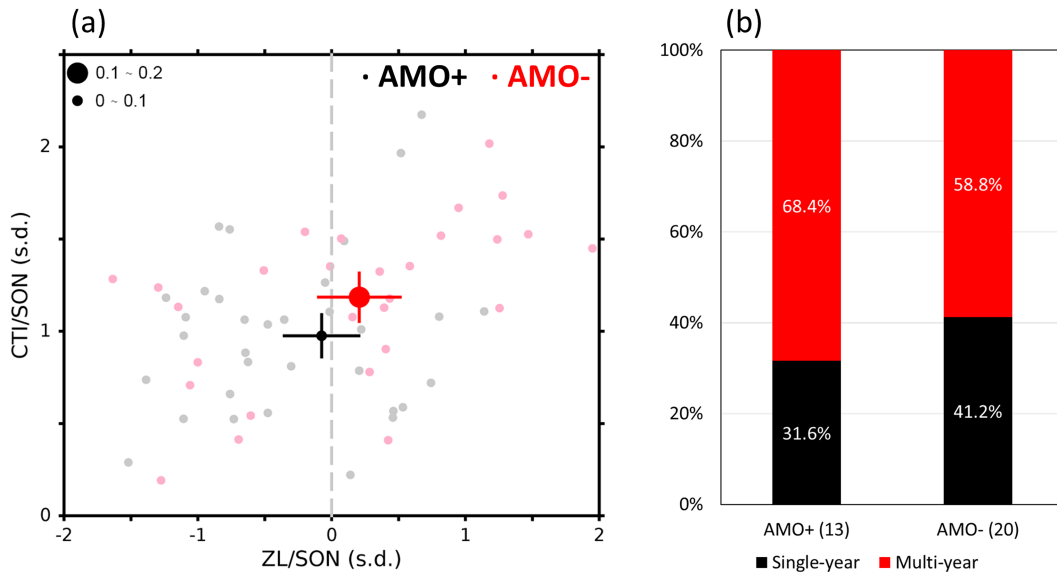 (a)
0.1 ~ 0.2
0 ~ 0.1
AMO+ AMO-
2
1
0
CTI/SON (s.d.)
-2 -1 0 1 2
ZL/SON (s.d.)
(b)
100%
80%
60%
40%
20%
0%
68.4%
31.6%
58.8%
41.2%
AMO+ (13) AMO- (20)
Single-year Multi-year